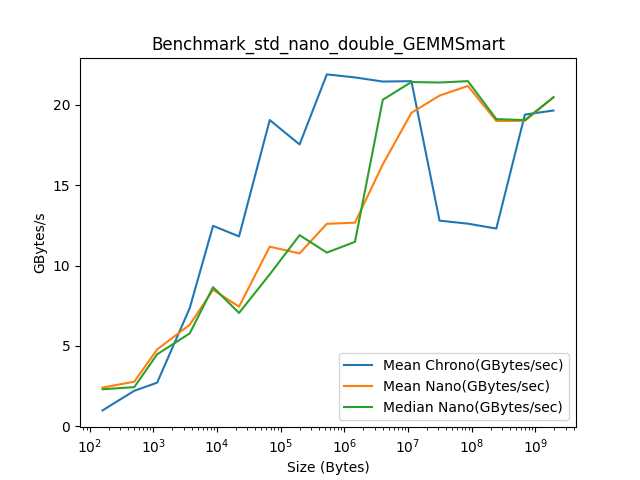 Benchmark_std_nano_double_GEMMSmart
GBytes/s
20
15
10
5
0
Mean Chrono(GBytes/sec)
Mean Nano(GBytes/sec)
Median Nano(GBytes/sec)
10² 10³ 10⁴ 10⁵ 10⁶ 10⁷ 10⁸ 10⁹
Size (Bytes)